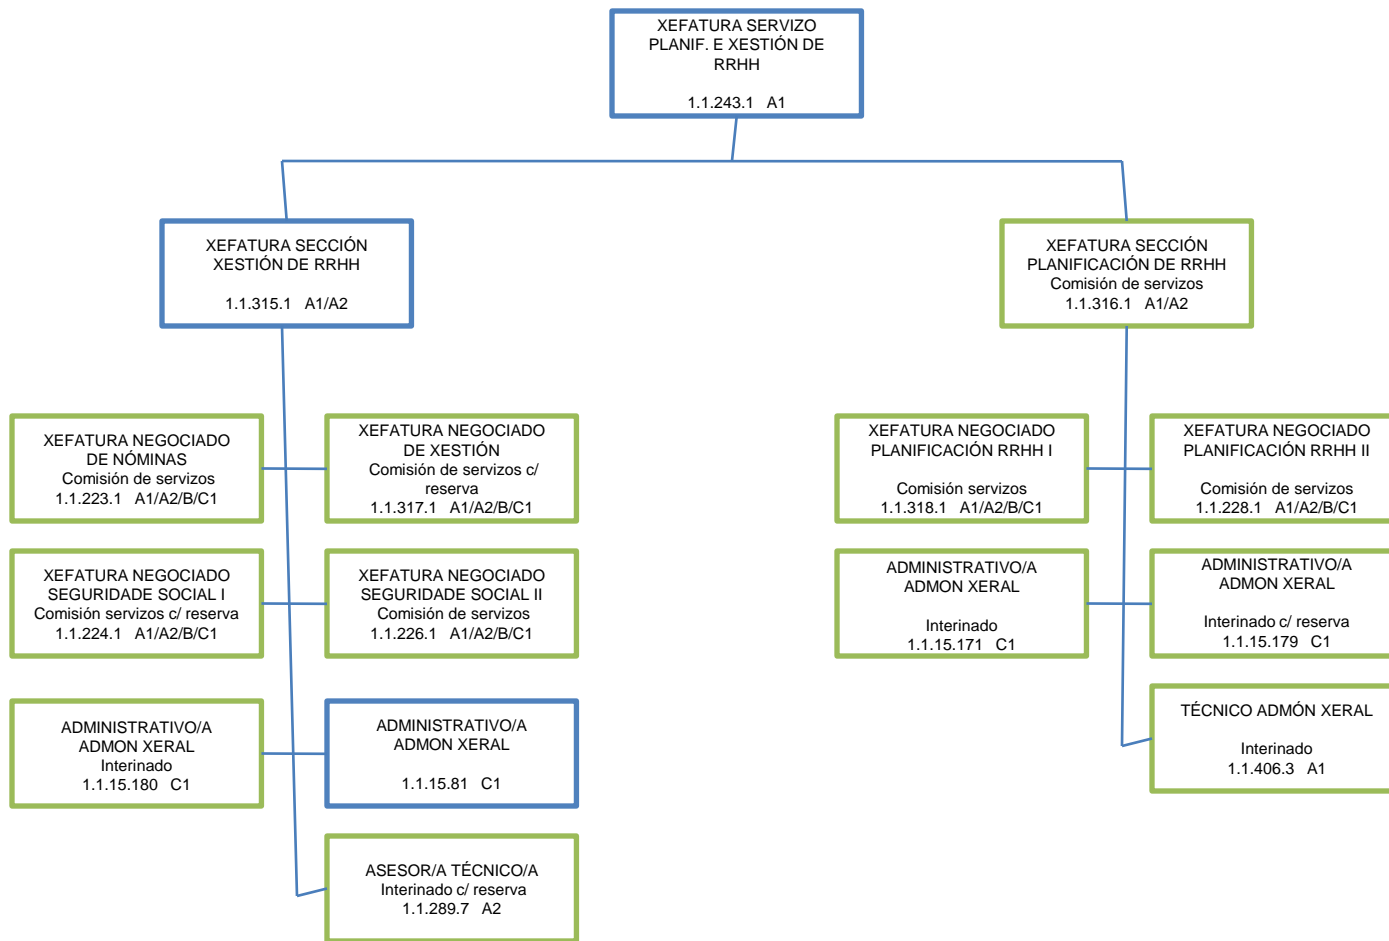 XEFATURA SERVIZO
PLANIF. E XESTIÓN DE
RRHH
1.1.243.1 A1
XEFATURA SECCIÓN
XESTIÓN DE RRHH
1.1.315.1 A1/A2
XEFATURA SECCIÓN
PLANIFICACIÓN DE RRHH
Comisión de servizos
1.1.316.1 A1/A2
XEFATURA NEGOCIADO
DE NÓMINAS
Comisión de servizos
1.1.223.1 A1/A2/B/C1
XEFATURA NEGOCIADO
DE XESTIÓN
Comisión de servizos c/
reserva
1.1.317.1 A1/A2/B/C1
XEFATURA NEGOCIADO
PLANIFICACIÓN RRHH I
Comisión servizos
1.1.318.1 A1/A2/B/C1
XEFATURA NEGOCIADO
PLANIFICACIÓN RRHH II
Comisión de servizos
1.1.228.1 A1/A2/B/C1
XEFATURA NEGOCIADO
SEGURIDADE SOCIAL I
Comisión servizos c/ reserva
1.1.224.1 A1/A2/B/C1
XEFATURA NEGOCIADO
SEGURIDADE SOCIAL II
Comisión de servizos
1.1.226.1 A1/A2/B/C1
ADMINISTRATIVO/A
ADMON XERAL
Interinado
1.1.15.171 C1
ADMINISTRATIVO/A
ADMON XERAL
Interinado c/ reserva
1.1.15.179 C1
ADMINISTRATIVO/A
ADMON XERAL
Interinado
1.1.15.180 C1
ADMINISTRATIVO/A
ADMON XERAL
1.1.15.81 C1
TÉCNICO ADMÓN XERAL
Interinado
1.1.406.3 A1
ASESOR/A TÉCNICO/A
Interinado c/ reserva
1.1.289.7 A2